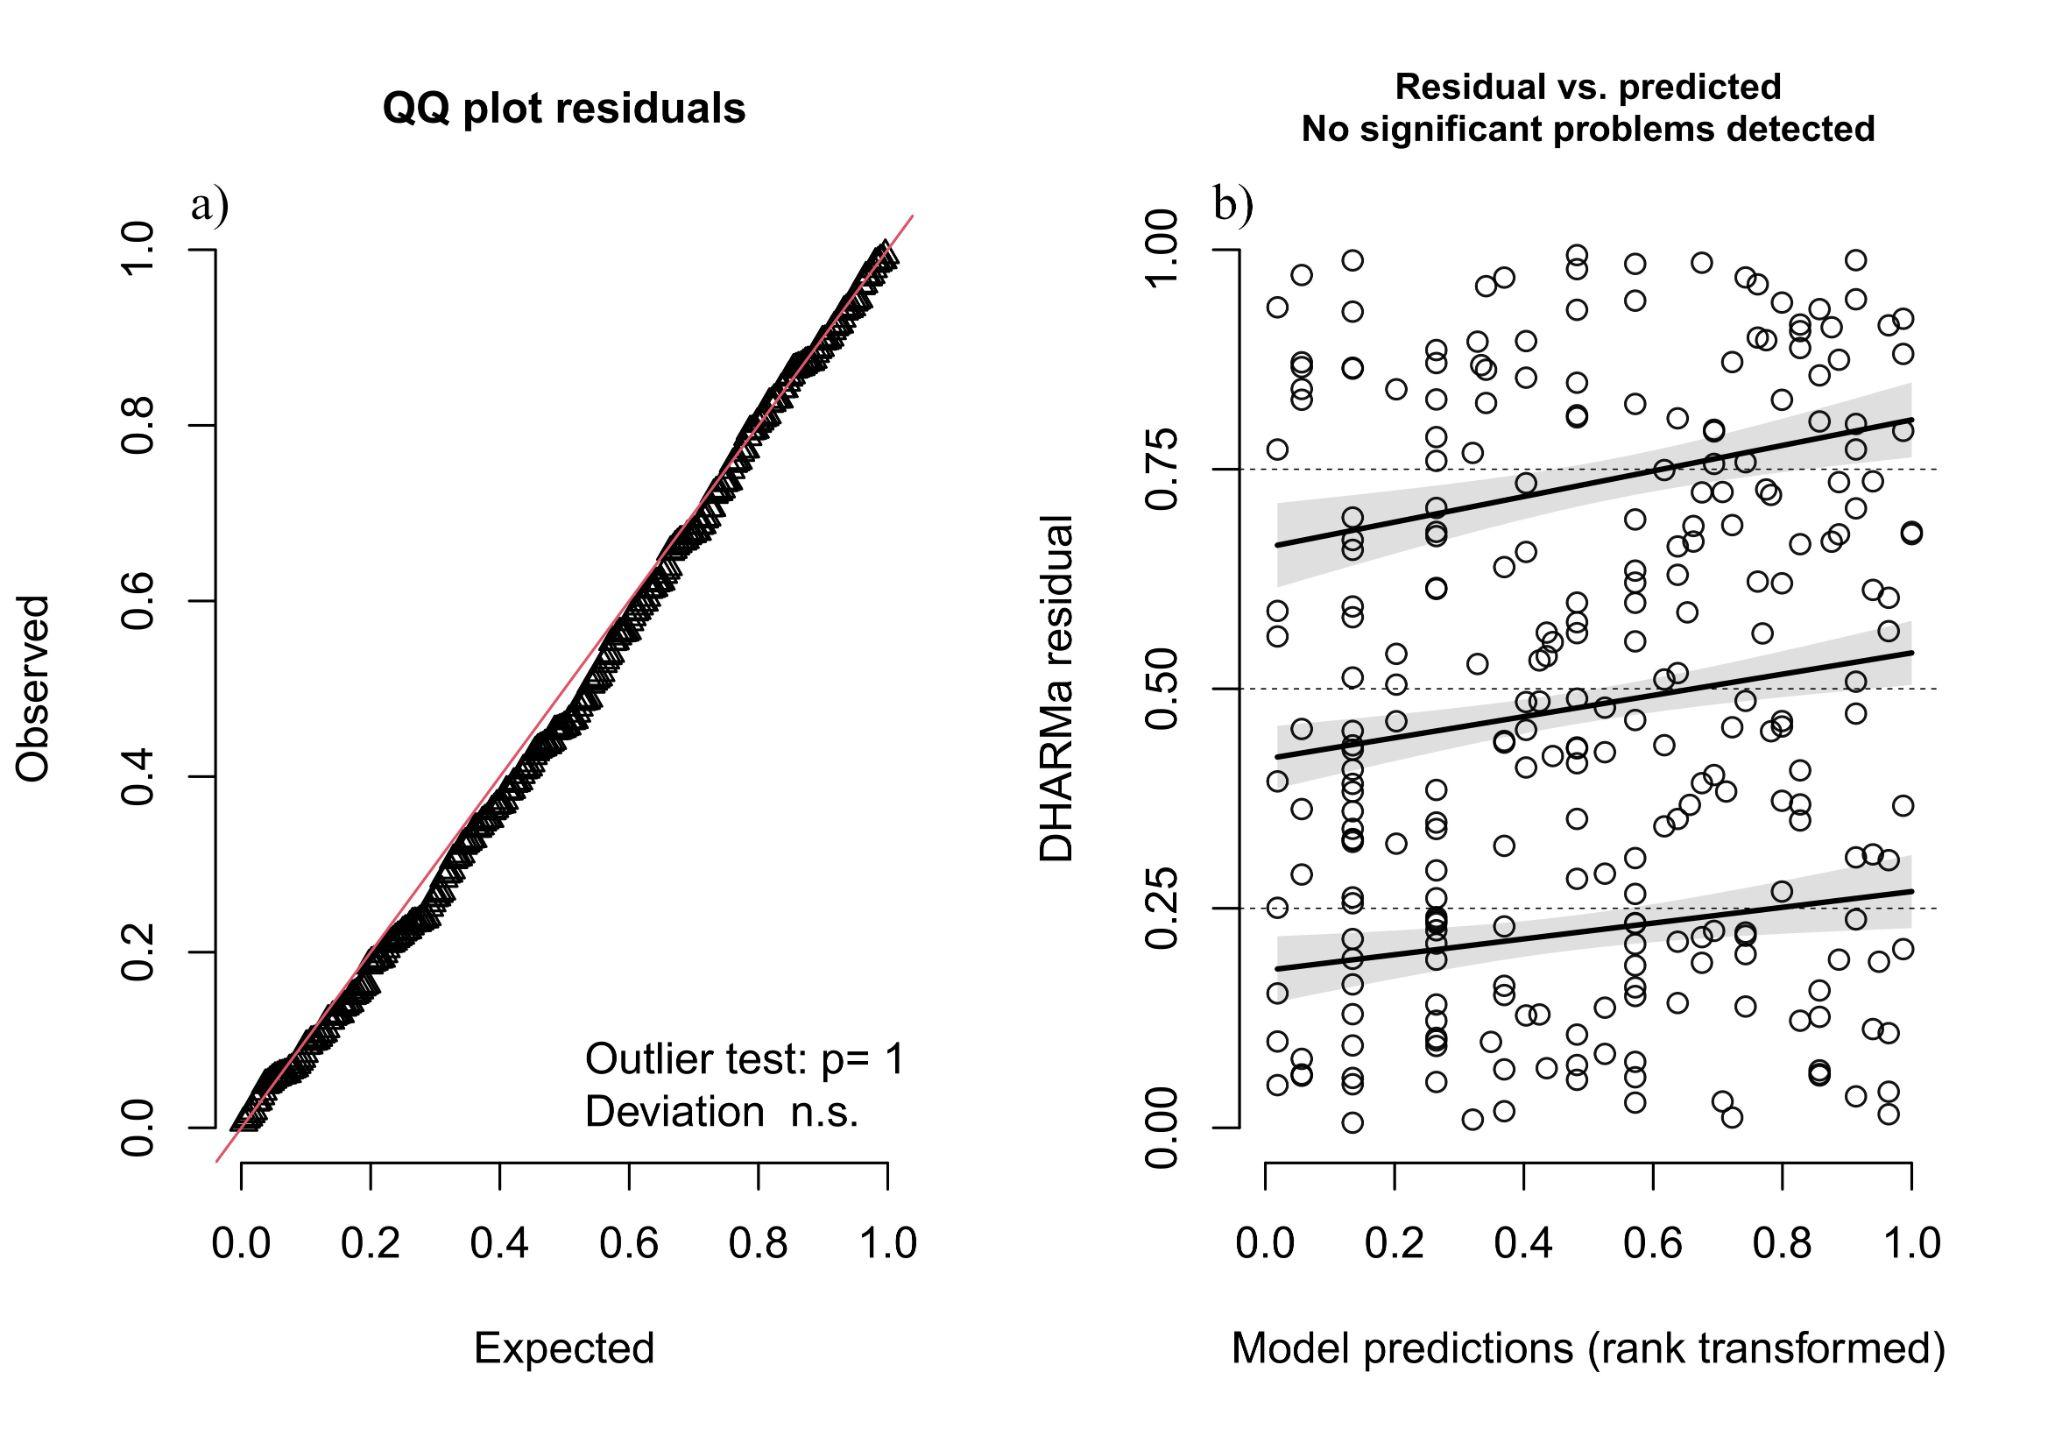 QQ plot residuals
a)
Observed
0.0 0.2 0.4 0.6 0.8 1.0
Outlier test: p= 1
Deviation n.s.
0.0 0.2 0.4 0.6 0.8 1.0
Expected
Residual vs. predicted
No significant problems detected
b)
DHARMa residual
0.00 0.25 0.50 0.75 1.00
0.0 0.2 0.4 0.6 0.8 1.0
Model predictions (rank transformed)